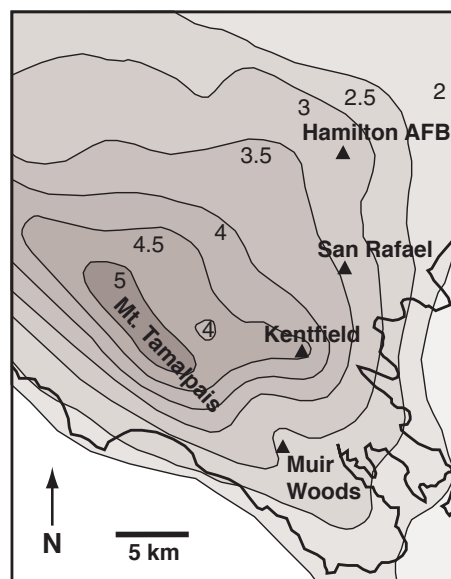 2
2.5
3
Hamilton AFB
3.5
4
4.5
San Rafael
5
4
Kentfield
Mt. Tamalpais
Muir
Woods
N
5 km